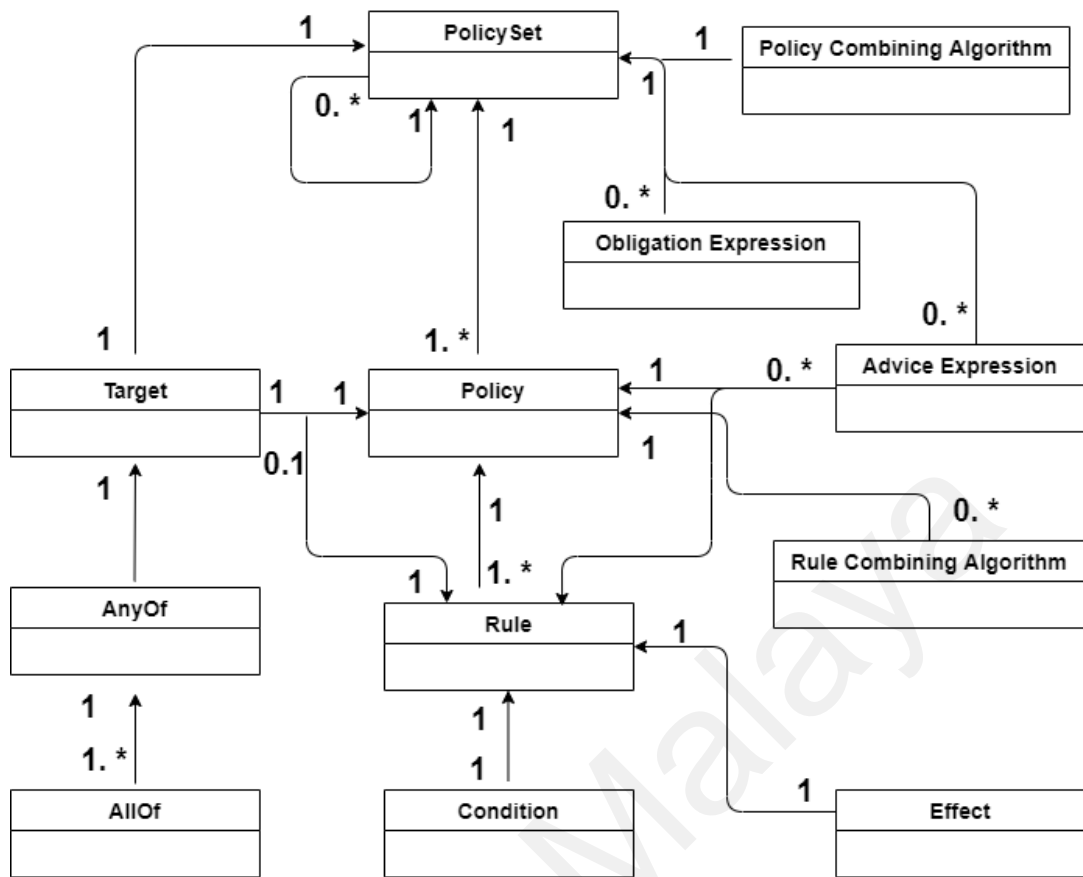 PolicySet
Policy Combining Algorithm
1
1
1
0. *
1
1
0. *
Obligation Expression
1
1. *
0. *
Target
Policy
Advice Expression
1
1
1
0. *
0.1
1
1
1
0. *
Rule Combining Algorithm
1
1. *
AnyOf
Rule
1
1
1
1
1. *
1
1
AllOf
Condition
Effect
Malaya